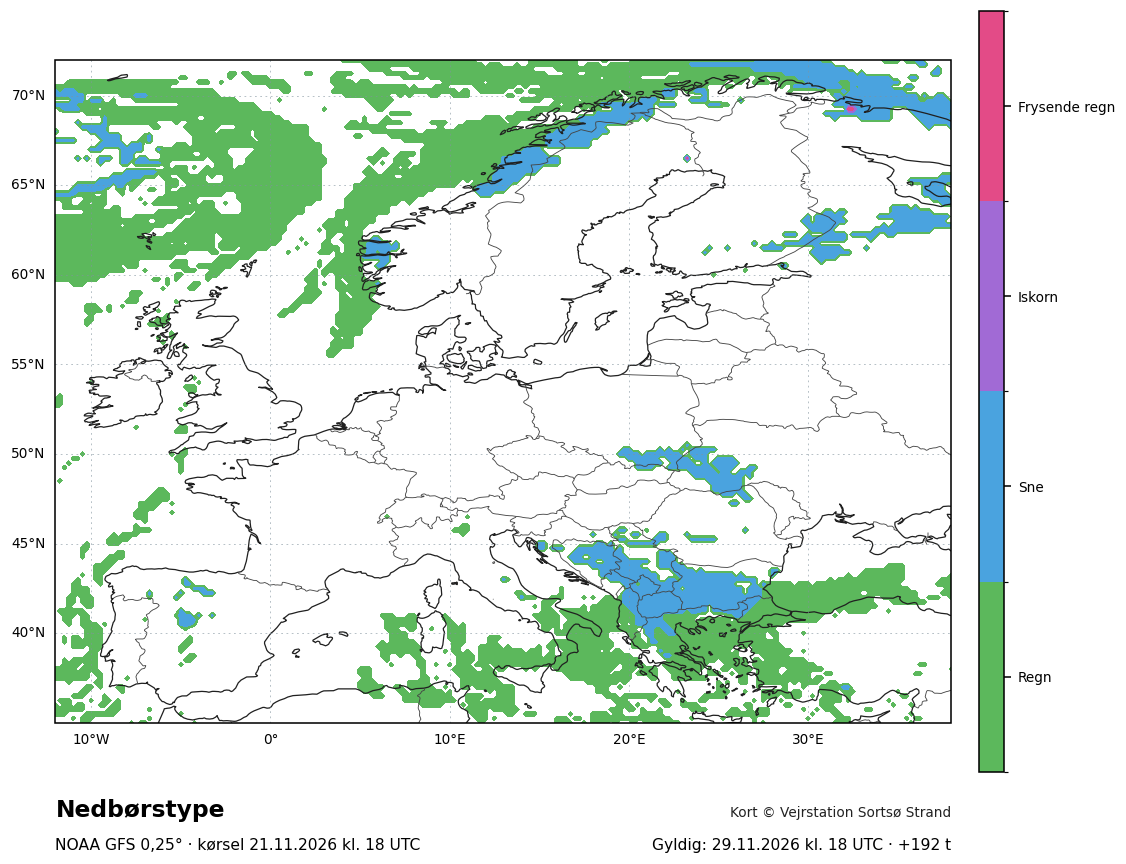 70°N
65°N
60°N
55°N
50°N
45°N
40°N
10°W
0°
10°E
20°E
30°E
Frysende regn
Iskorn
Sne
Regn
Nedbørstype
Kort © Vejrstation Sortsø Strand
NOAA GFS 0,25° · kørsel 21.11.2026 kl. 18 UTC
Gyldig: 29.11.2026 kl. 18 UTC · +192 t